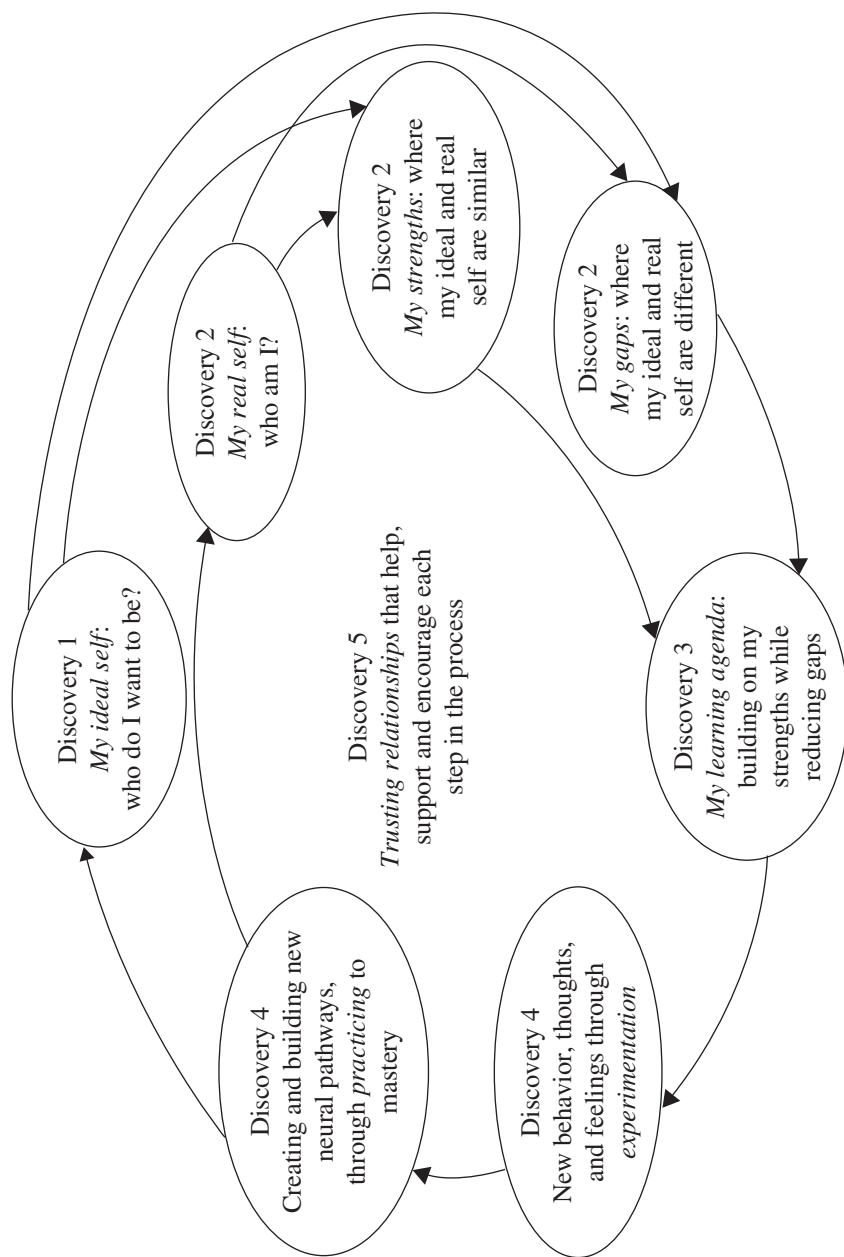 Discovery 1
My ideal self:
who do I want to be?
Discovery 2
My real self:
who am I?
Discovery 2
My strengths: where
my ideal and real
self are similar
Discovery 2
My gaps: where
my ideal and real
self are different
Discovery 3
My learning agenda:
building on my
strengths while
reducing gaps
Discovery 4
New behavior, thoughts,
and feelings through
experimentation
Discovery 4
Creating and building new
neural pathways,
through practicing to
mastery
Discovery 5
Trusting relationships that help,
support and encourage each
step in the process